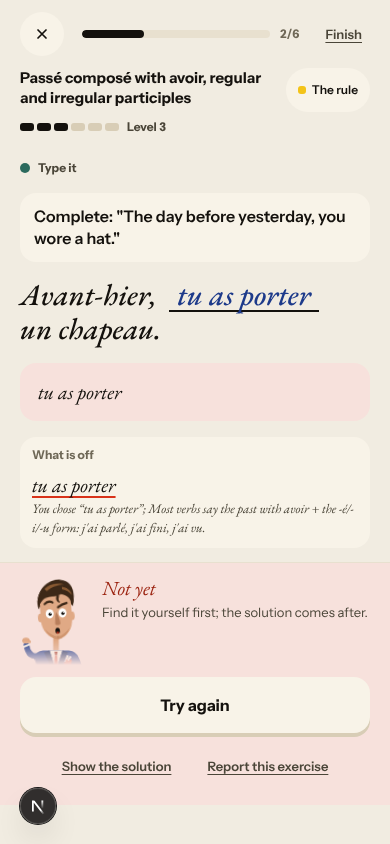 2/6
Finish
Passé composé with avoir, regular
and irregular participles
The rule
Level 3
Type it
Complete: "The day before yesterday, you
wore a hat."
Avant-hier, tu as porter
un chapeau.
tu as porter
What is off
tu as porter
You chose “tu as porter”; Most verbs say the past with avoir + the -é/-
i/-u form: j'ai parlé, j'ai fini, j'ai vu.
Not yet
Find it yourself first; the solution comes after.
Try again
Show the solution
Report this exercise
N